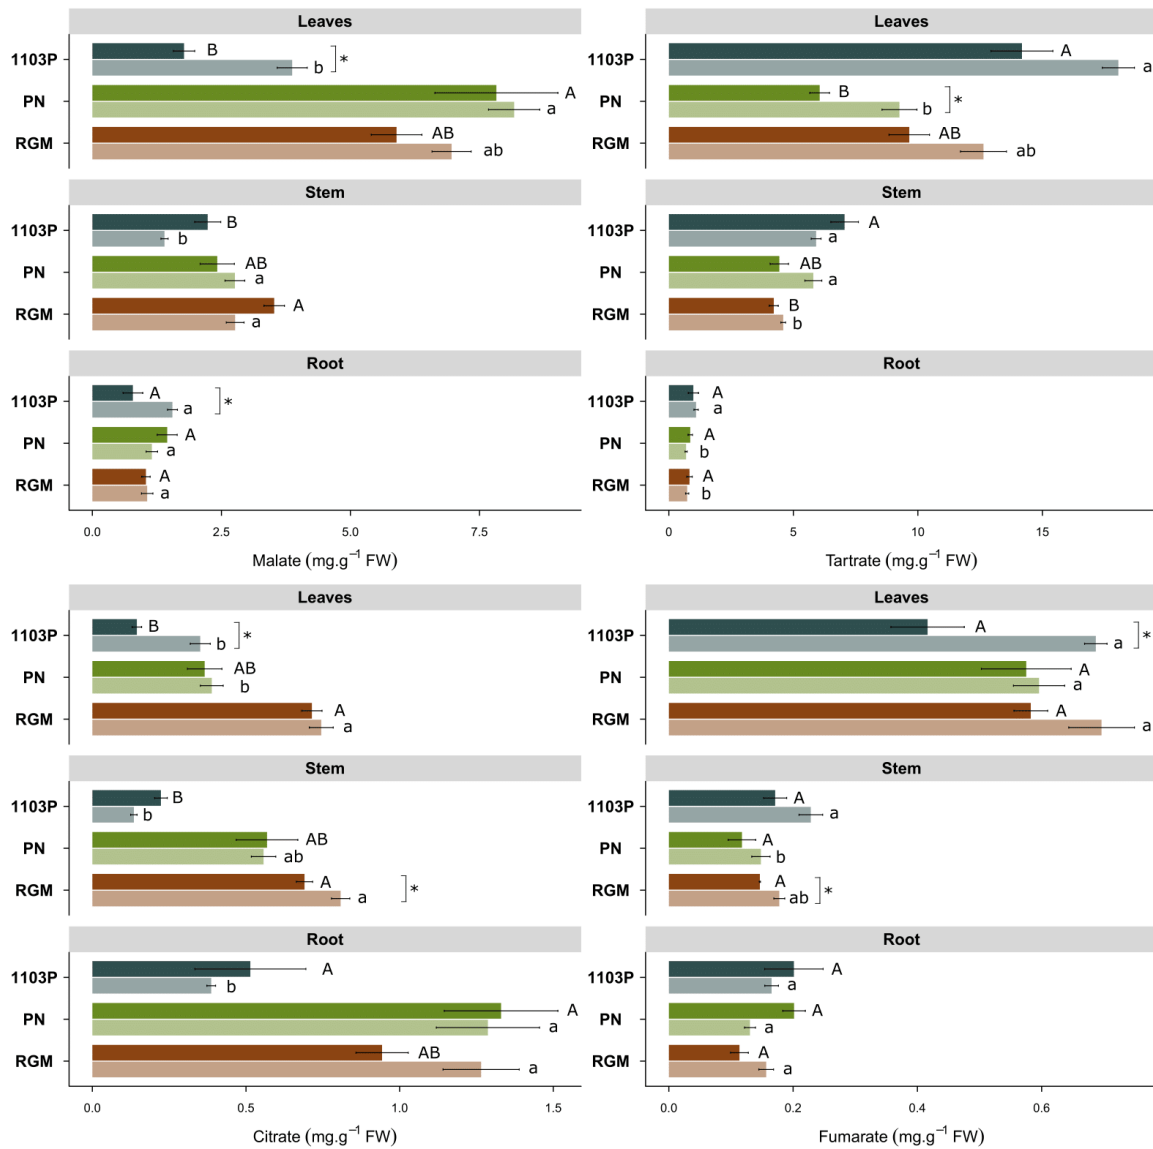 Leaves
1103P B
b *
PN A
a
RGM AB
ab
Stem
1103P B
b
PN AB
a
RGM A
a
Root
1103P A
a *
PN A
a
RGM A
a
0.0 2.5 5.0 7.5
Malate (mg.g⁻¹ FW)
Leaves
1103P A
a
PN B
b *
RGM AB
ab
Stem
1103P A
a
PN AB
a
RGM B
b
Root
1103P A
a
PN A
b
RGM A
b
0 5 10 15
Tartrate (mg.g⁻¹ FW)
Leaves
1103P B
b *
PN AB
b
RGM A
a
Stem
1103P B
b
PN AB
ab
RGM A
a *
Root
1103P A
b
PN A
a
RGM AB
a
0.0 0.5 1.0 1.5
Citrate (mg.g⁻¹ FW)
Leaves
1103P A
a *
PN A
a
RGM A
a
Stem
1103P A
a
PN A
b
RGM A
ab *
Root
1103P A
a
PN A
a
RGM A
a
0.0 0.2 0.4 0.6
Fumarate (mg.g⁻¹ FW)